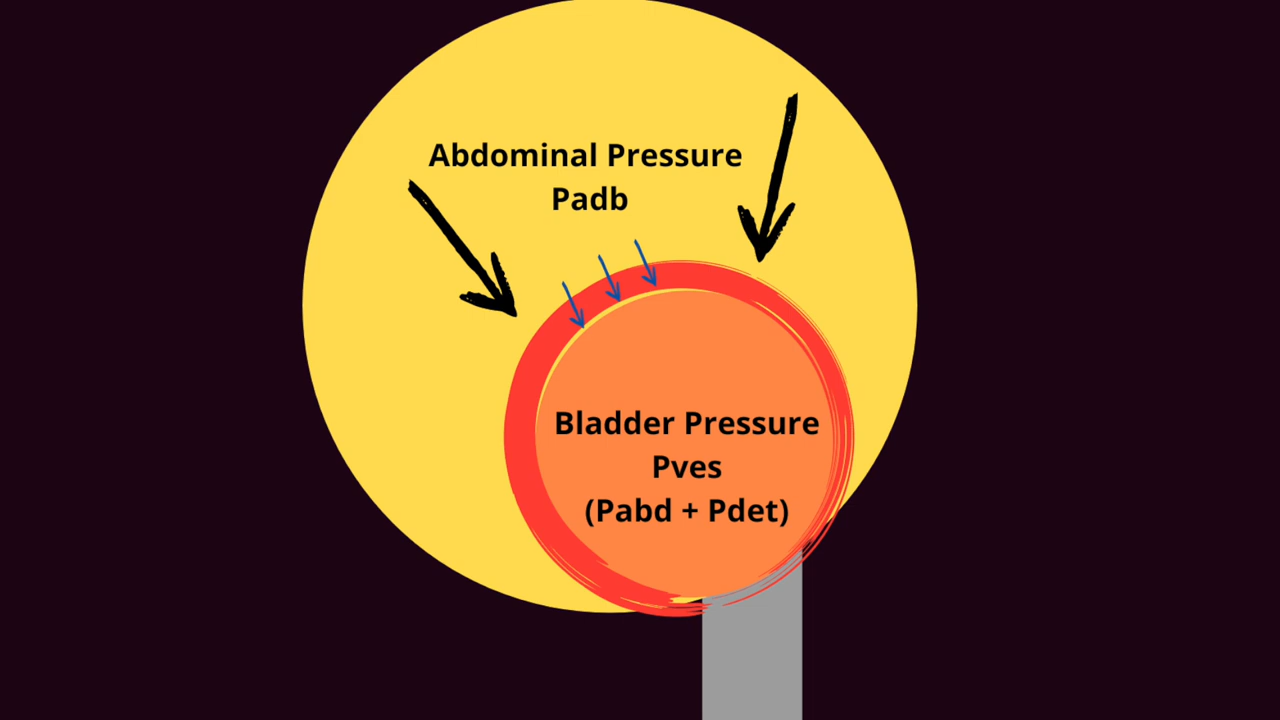 Abdominal Pressure
Padb
Bladder Pressure
Pves
(Pabd + Pdet)